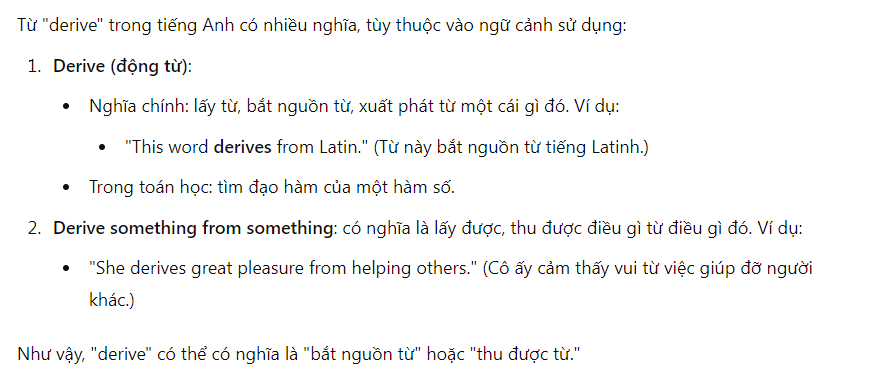 Từ "derive" trong tiếng Anh có nhiều nghĩa, tùy thuộc vào ngữ cảnh sử dụng:
1. Derive (động từ):
• Nghĩa chính: lấy từ, bắt nguồn từ, xuất phát từ một cái gì đó. Ví dụ:
• "This word derives from Latin." (Từ này bắt nguồn từ tiếng Latinh.)
• Trong toán học: tìm đạo hàm của một hàm số.
2. Derive something from something: có nghĩa là lấy được, thu được điều gì từ điều gì đó. Ví dụ:
• "She derives great pleasure from helping others." (Cô ấy cảm thấy vui từ việc giúp đỡ người
khác.)
Như vậy, "derive" có thể có nghĩa là "bắt nguồn từ" hoặc "thu được từ."